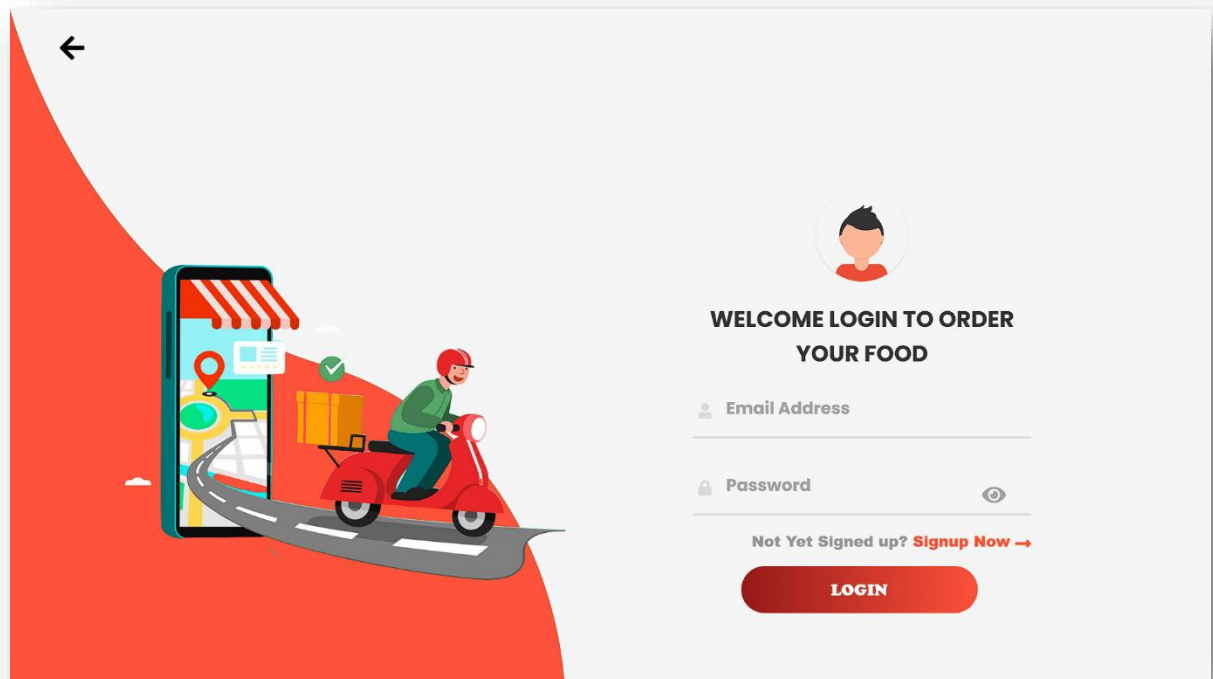 WELCOME LOGIN TO ORDER
YOUR FOOD
Email Address
Password
Not Yet Signed up? Signup Now →
LOGIN